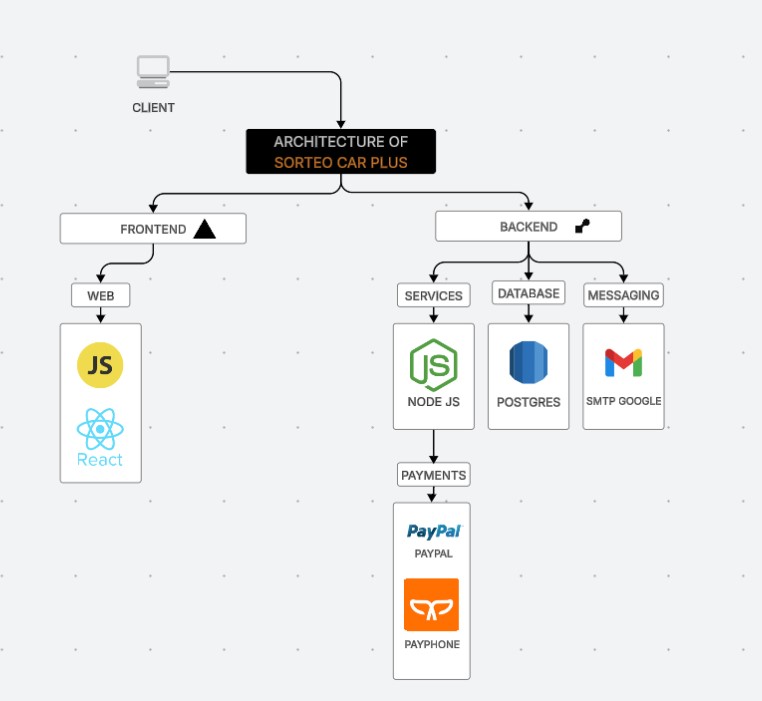 CLIENT
ARCHITECTURE OF
SORTEO CAR PLUS
FRONTEND
BACKEND
WEB
SERVICES
DATABASE
MESSAGING
JS
React
JS
NODE JS
POSTGRES
SMTP GOOGLE
PAYMENTS
PayPal
PAYPAL
PAYPHONE